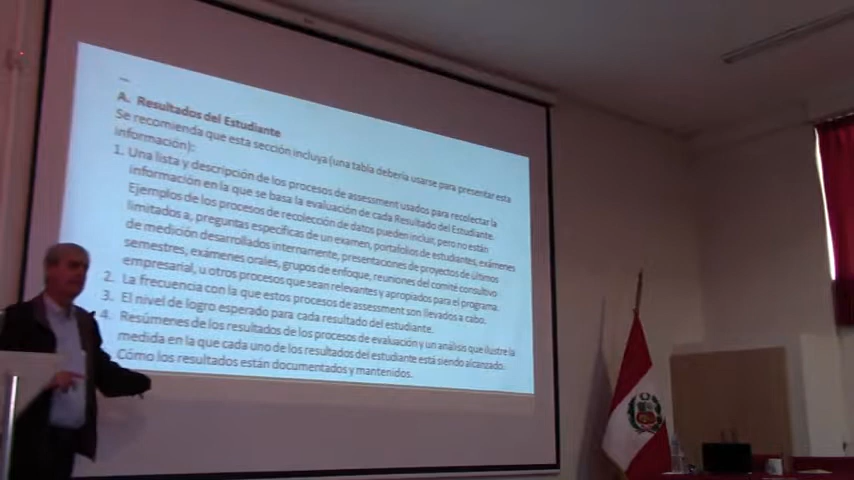 A. Resultados del Estudiante
Se recomienda que esta sección incluya (una tabla debería usarse para presentar esta
información):
1. Una lista y descripción de los procesos de assessment usados para recolectar la
información en la que se basa la evaluación de cada Resultado del Estudiante.
Ejemplos de los procesos de recolección de datos pueden incluir, pero no están
limitados a, preguntas específicas de un examen, portafolios de estudiantes, exámenes
de medición desarrollados internamente, presentaciones de proyectos de últimos
semestres, exámenes orales, grupos de enfoque, reuniones del comité consultivo
empresarial, u otros procesos que sean relevantes y apropiados para el programa.
2. La frecuencia con la que estos procesos de assessment son llevados a cabo.
3. El nivel de logro esperado para cada resultado del estudiante.
4. Resúmenes de los resultados de los procesos de evaluación y un análisis que ilustre la
medida en la que cada uno de los resultados del estudiante está siendo alcanzado.
Cómo los resultados están documentados y mantenidos.